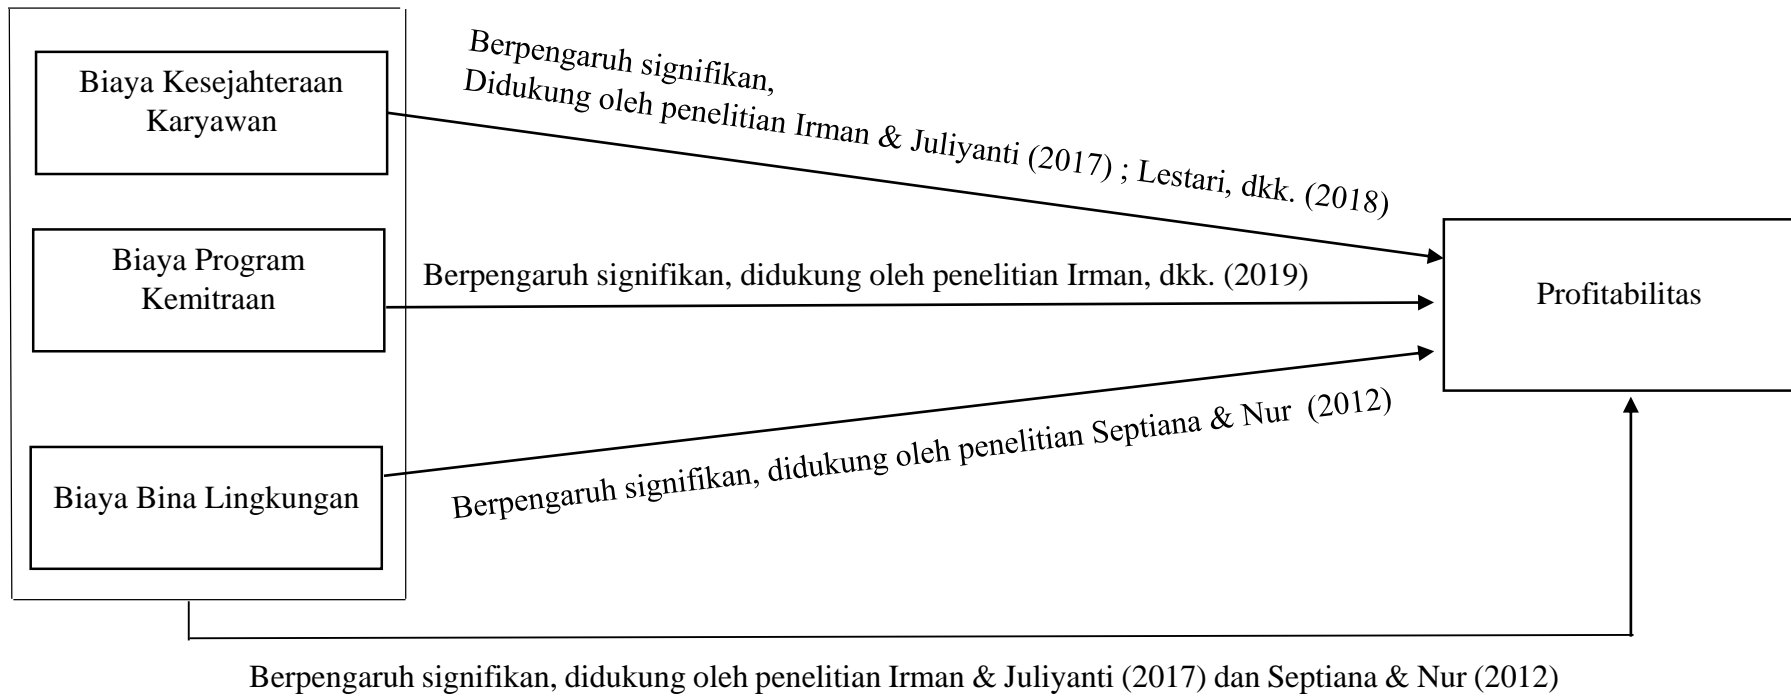 Biaya Kesejahteraan
Karyawan
Berpengaruh signifikan,
Didukung oleh penelitian Irman & Juliyanti (2017) ; Lestari, dkk. (2018)
Biaya Program
Kemitraan
Berpengaruh signifikan, didukung oleh penelitian Irman, dkk. (2019)
Profitabilitas
Biaya Bina Lingkungan
Berpengaruh signifikan, didukung oleh penelitian Septiana & Nur (2012)
Berpengaruh signifikan, didukung oleh penelitian Irman & Juliyanti (2017) dan Septiana & Nur (2012)